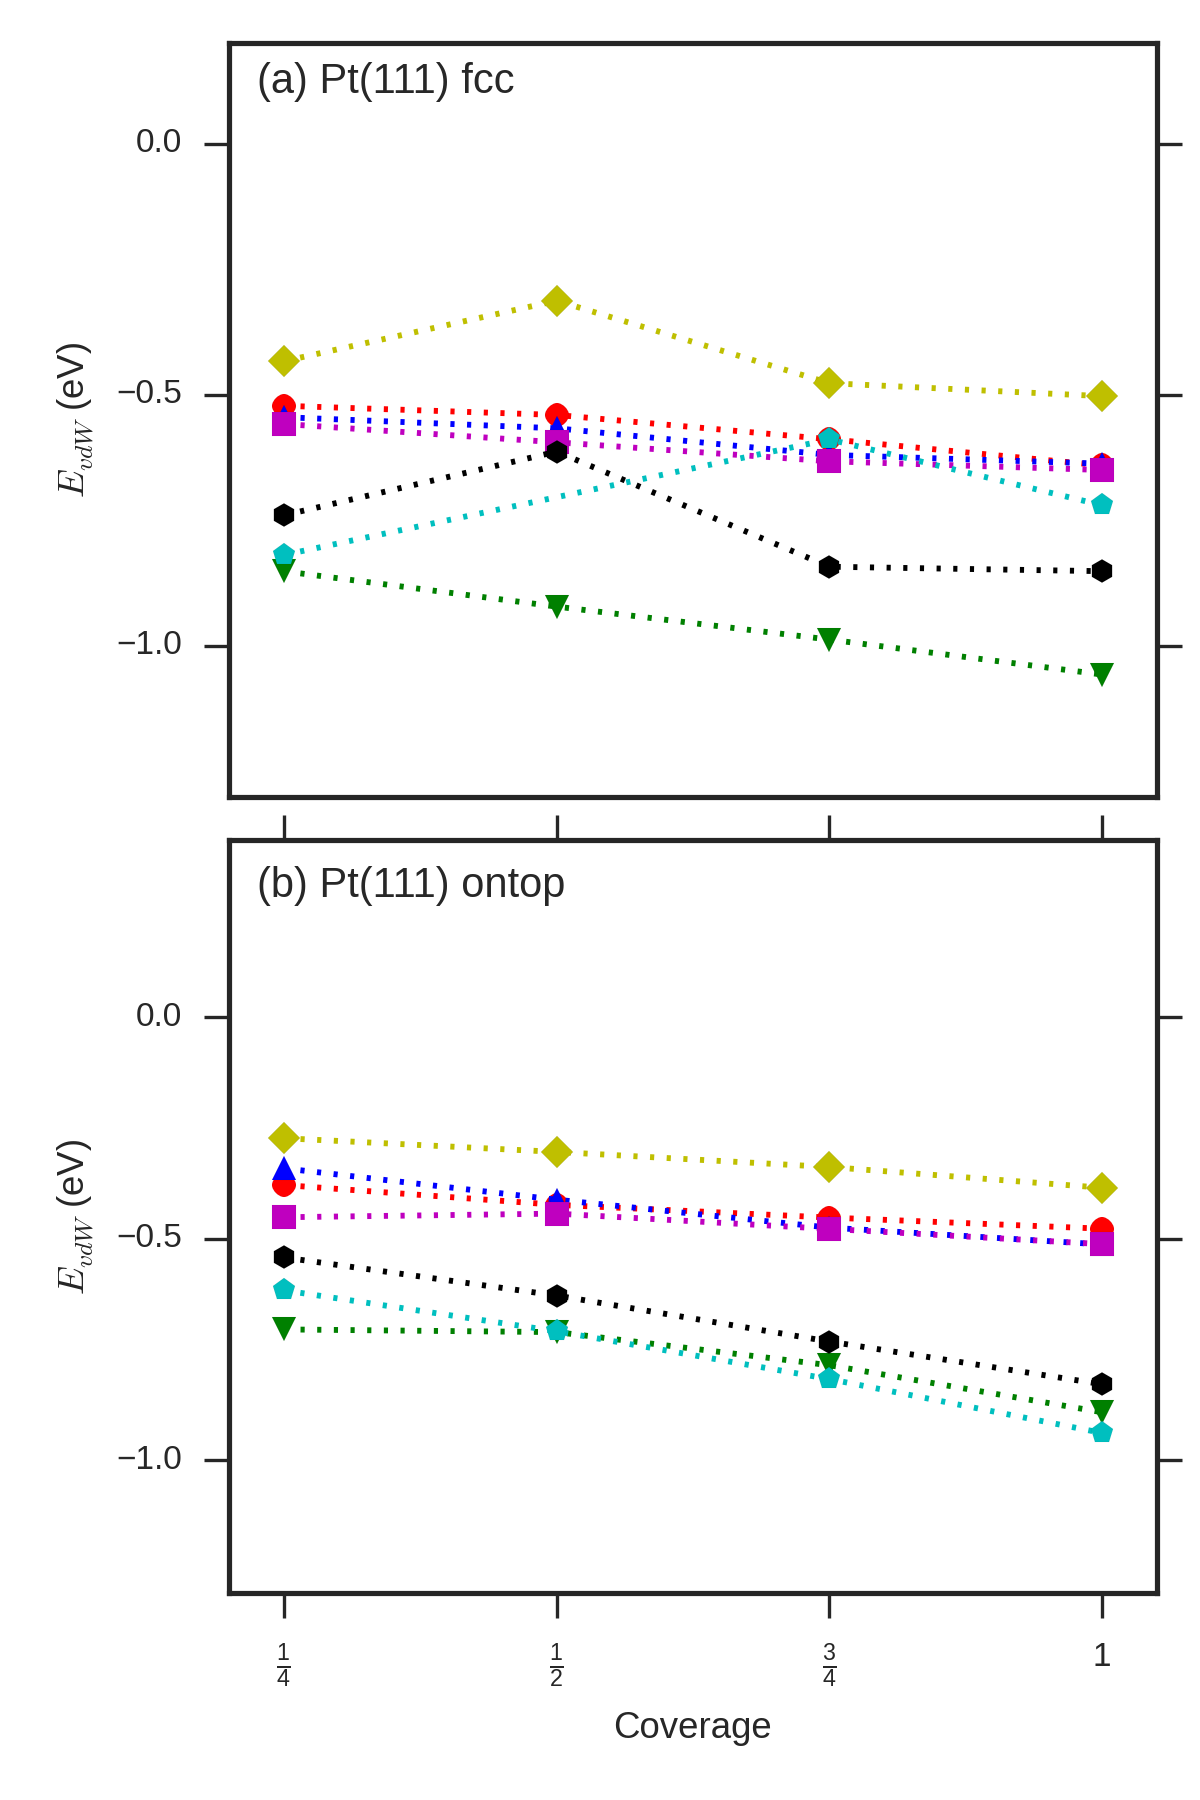 (a) Pt(111) fcc
0.0
−0.5
−1.0
E_vdW (eV)
(b) Pt(111) ontop
0.0
−0.5
−1.0
E_vdW (eV)
1/4 1/2 3/4 1
Coverage